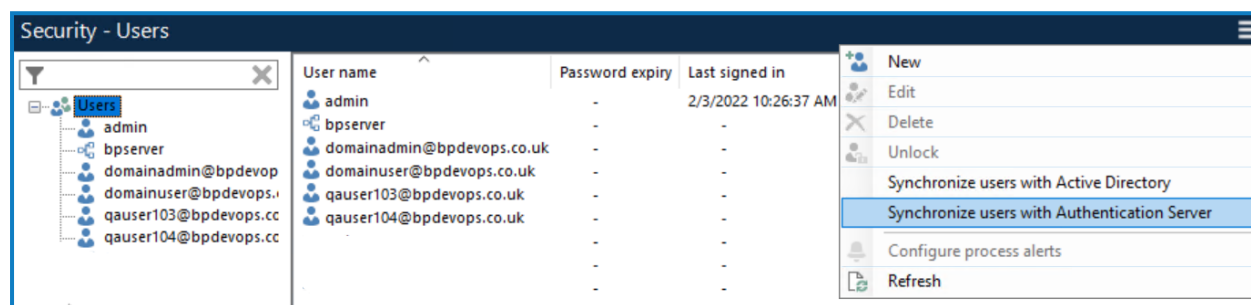 Security - Users
Users
admin
bpserver
domainadmin@bpdevop
domainuser@bpdevops.
qauser103@bpdevops.cc
qauser104@bpdevops.cc
User name Password expiry Last signed in
admin - 2/3/2022 10:26:37 AM
bpserver - -
domainadmin@bpdevops.co.uk - -
domainuser@bpdevops.co.uk - -
qauser103@bpdevops.co.uk - -
qauser104@bpdevops.co.uk - -
- -
- -
- -
New
Edit
Delete
Unlock
Synchronize users with Active Directory
Synchronize users with Authentication Server
Configure process alerts
Refresh